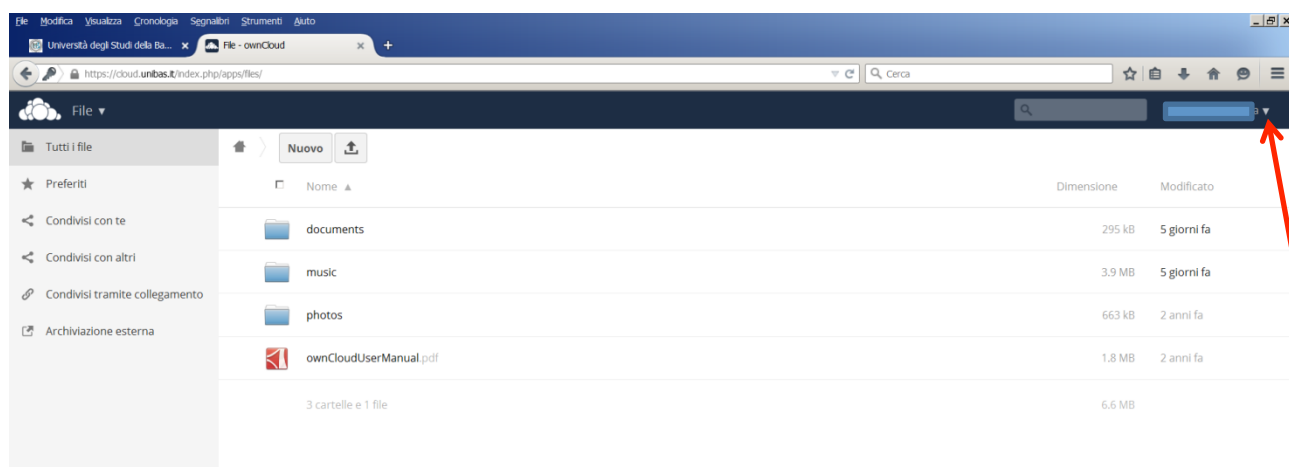 File Modifica Visualizza Cronologia Segnalibri Strumenti Aiuto
Università degli Studi della Ba... File - ownCloud
https://cloud.unibas.it/index.php/apps/files/ Cerca
File
a
Tutti i file Nuovo
Preferiti Nome Dimensione Modificato
Condivisi con te documents 295 kB 5 giorni fa
Condivisi con altri music 3.9 MB 5 giorni fa
Condivisi tramite collegamento photos 663 kB 2 anni fa
Archiviazione esterna
ownCloudUserManual.pdf 1.8 MB 2 anni fa
3 cartelle e 1 file 6.6 MB